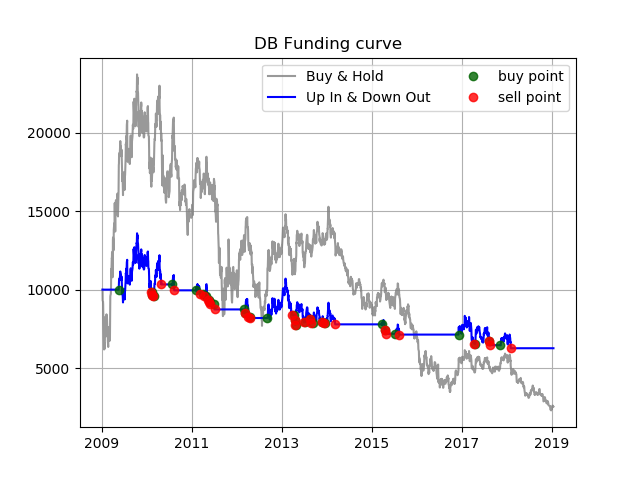 DB Funding curve
Buy & Hold
Up In & Down Out
buy point
sell point
20000
15000
10000
5000
2009 2011 2013 2015 2017 2019